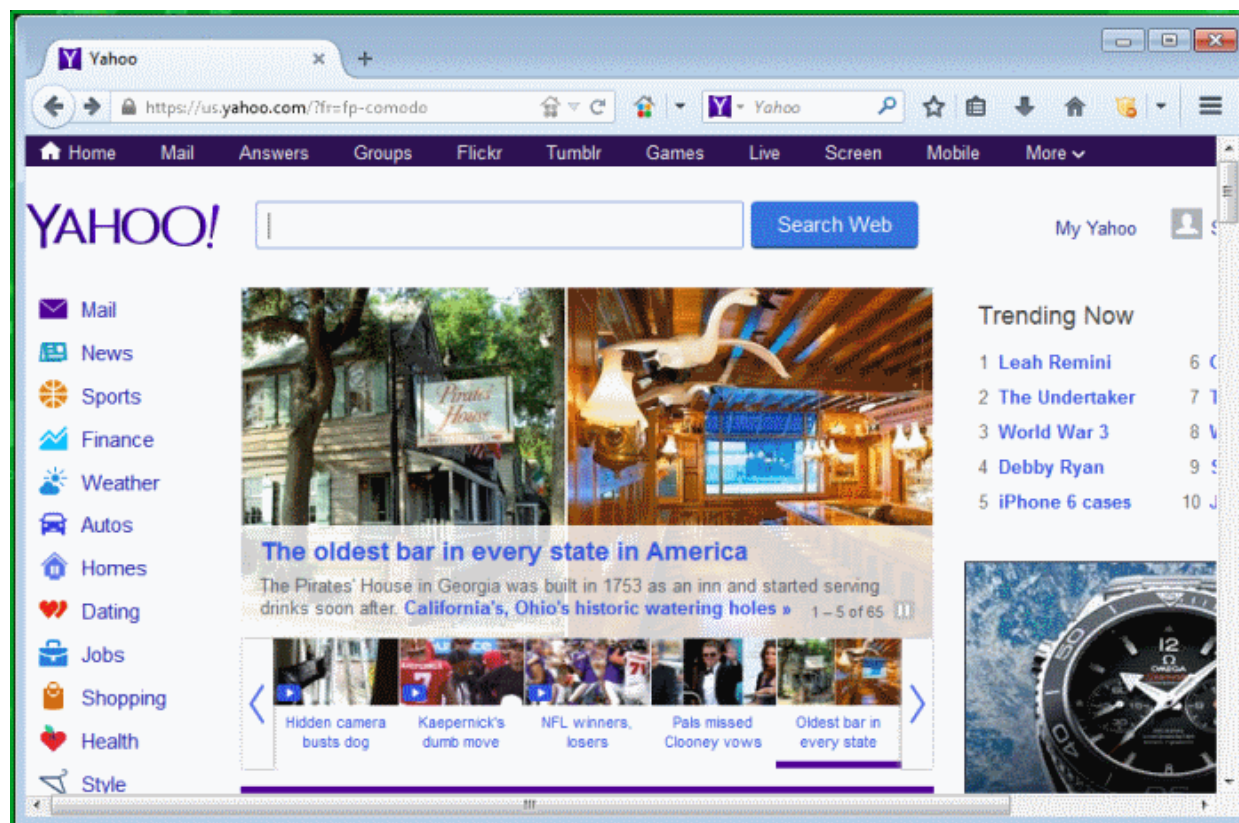 Yahoo
https://us.yahoo.com/?fr=fp-comodo
Yahoo
Home Mail Answers Groups Flickr Tumblr Games Live Screen Mobile More
YAHOO!
Search Web
My Yahoo
Mail
News
Sports
Finance
Weather
Autos
Homes
Dating
Jobs
Shopping
Health
Style
Pirates'
House
The oldest bar in every state in America
The Pirates' House in Georgia was built in 1753 as an inn and started serving
drinks soon after. California's, Ohio's historic watering holes » 1 – 5 of 65
Hidden camera
busts dog
Kaepernick's
dumb move
NFL winners,
losers
Pals missed
Clooney vows
Oldest bar in
every state
Trending Now
1 Leah Remini 6
2 The Undertaker 7
3 World War 3 8
4 Debby Ryan 9
5 iPhone 6 cases 10
50
40
12
OMEGA
8